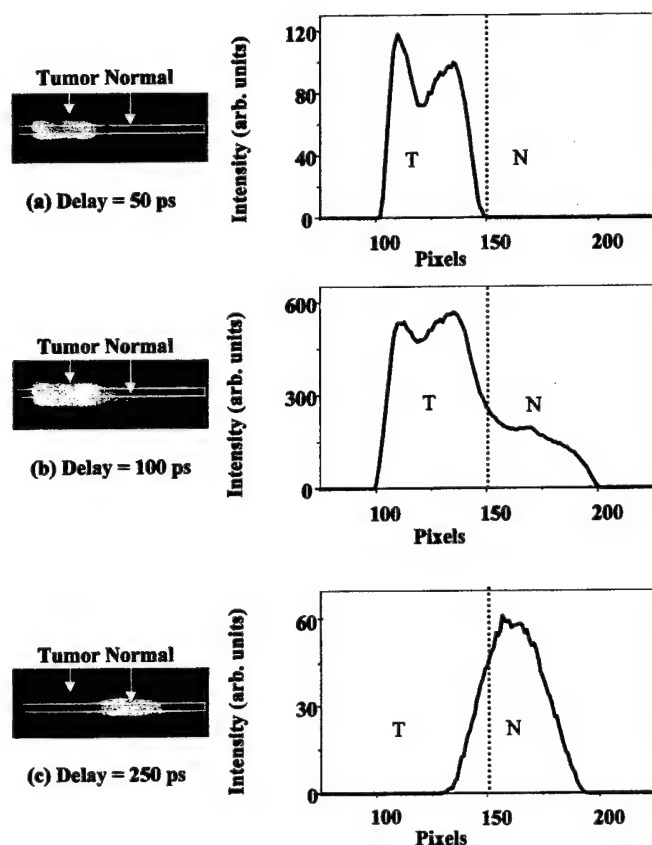 Tumor Normal
(a) Delay = 50 ps
Intensity (arb. units)
120
80
40
0
T
N
100
150
200
Pixels
Tumor Normal
(b) Delay = 100 ps
Intensity (arb. units)
600
300
0
T
N
100
150
200
Pixels
Tumor Normal
(c) Delay = 250 ps
Intensity (arb. units)
60
30
0
T
N
100
150
200
Pixels